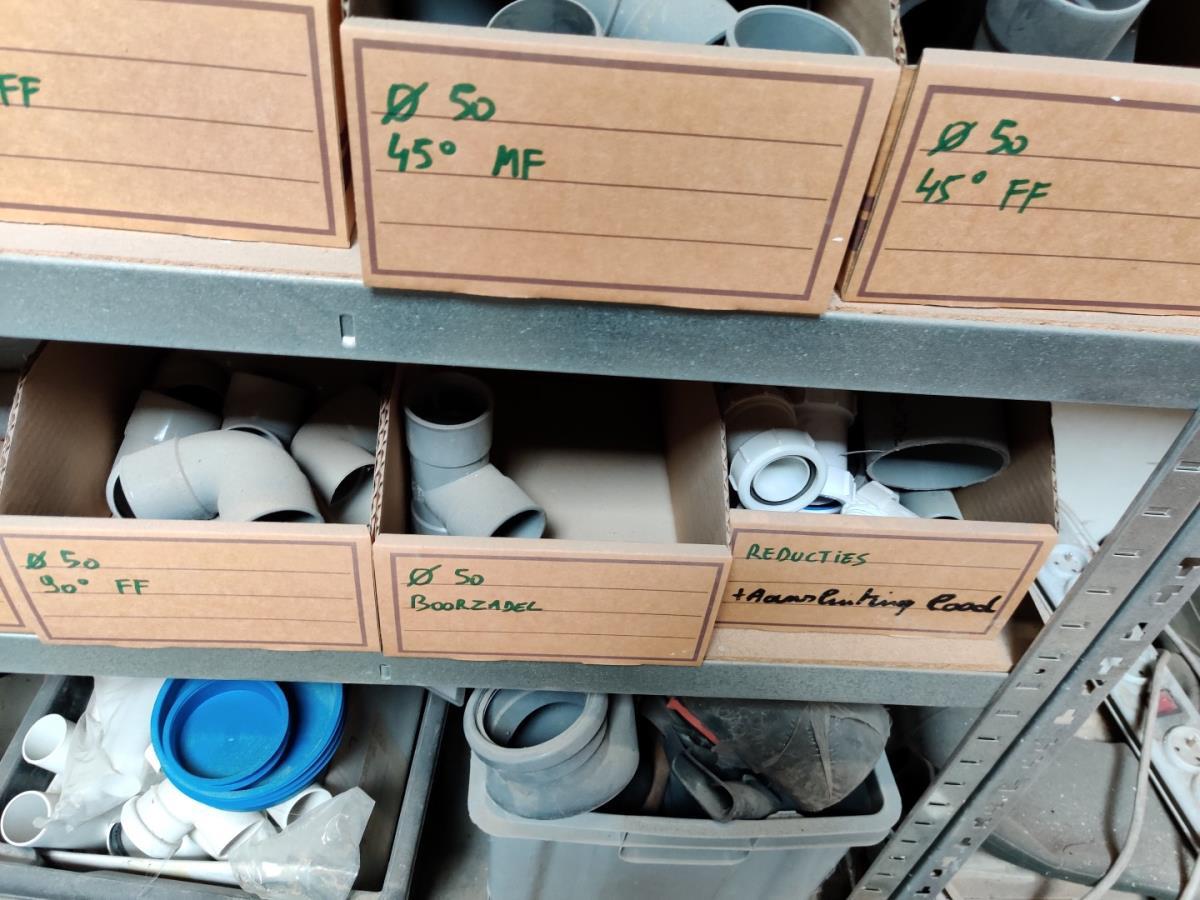 FF
Ø 50
45° MF
Ø 50
45° FF
Ø 50
90° FF
Ø 50
BOORZADEL
REDUCTIES
+Aansluiting lood